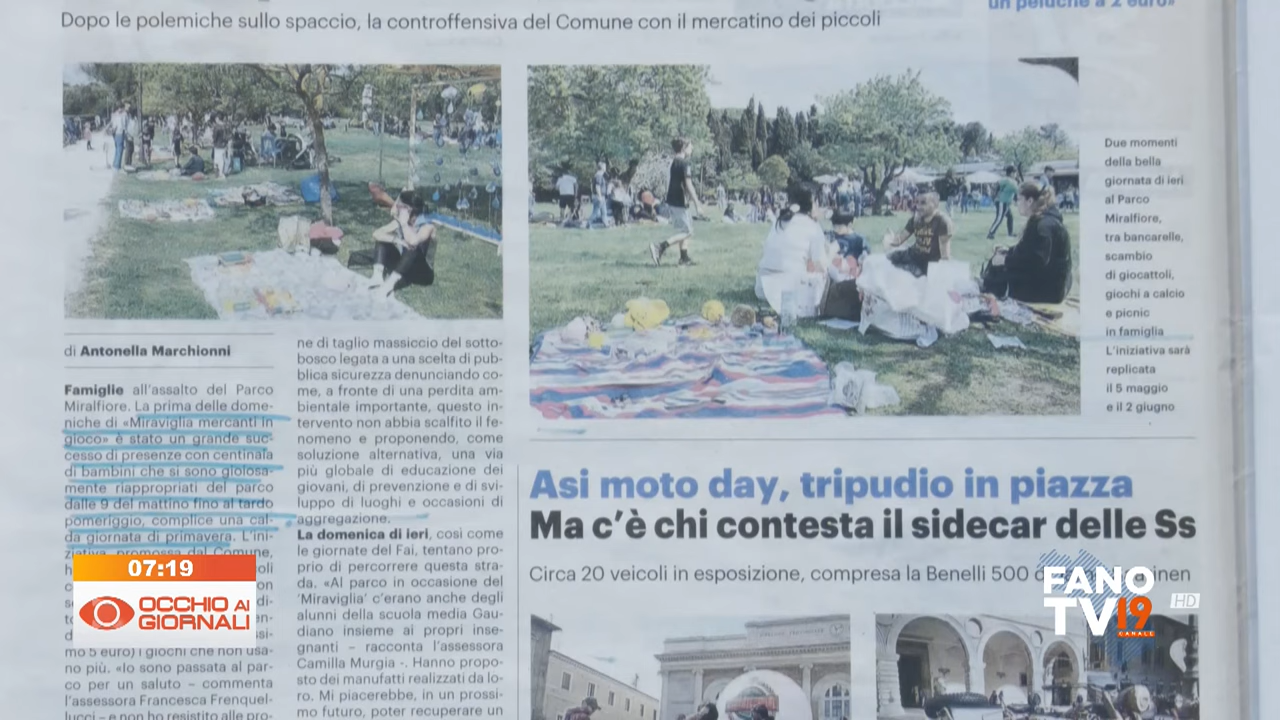 un peluche a 2 euro»
Dopo le polemiche sullo spaccio, la controffensiva del Comune con il mercatino dei piccoli
Due momenti
della bella
giornata di ieri
al Parco
Miralfiore,
tra bancarelle,
scambio
di giocattoli,
giochi a calcio
e picnic
in famiglia
L'iniziativa sarà
replicata
il 5 maggio
e il 2 giugno
di Antonella Marchionni
Famiglie all'assalto del Parco
Miralfiore. La prima delle dome-
niche di «Miraviglia mercanti in
gioco» è stato un grande suc-
cesso di presenze con centinaia
di bambini che si sono gioiosa-
mente riappropriati del parco
dalle 9 del mattino fino al tardo
pomeriggio, complice una cal-
da giornata di primavera. L'ini-
ziativa, promossa dal Comune,
mo 5 euro) i giochi che non usa-
no più. «Io sono passata al par-
co per un saluto – commenta
l'assessora Francesca Frenquel-
lucci – e non ho resistito alle pro-
ne di taglio massiccio del sotto-
bosco legata a una scelta di pub-
blica sicurezza denunciando co-
me, a fronte di una perdita am-
bientale importante, questo in-
tervento non abbia scalfito il fe-
nomeno e proponendo, come
soluzione alternativa, una via
più globale di educazione dei
giovani, di prevenzione e di svi-
luppo di luoghi e occasioni di
aggregazione.
La domenica di ieri, così come
le giornate del Fai, tentano pro-
prio di percorrere questa stra-
da. «Al parco in occasione del
'Miraviglia c'erano anche degli
alunni della scuola media Gau-
diano insieme ai propri inse-
gnanti – racconta l'assessora
Camilla Murgia -. Hanno propo-
sto dei manufatti realizzati da lo-
ro. Mi piacerebbe, in un prossi-
mo futuro, poter recuperare un
Asi moto day, tripudio in piazza
Ma c'è chi contesta il sidecar delle Ss
Circa 20 veicoli in esposizione, compresa la Benelli 500
07:19
OCCHIO AI
GIORNALI
FANO
TV 19
CANALE
HD